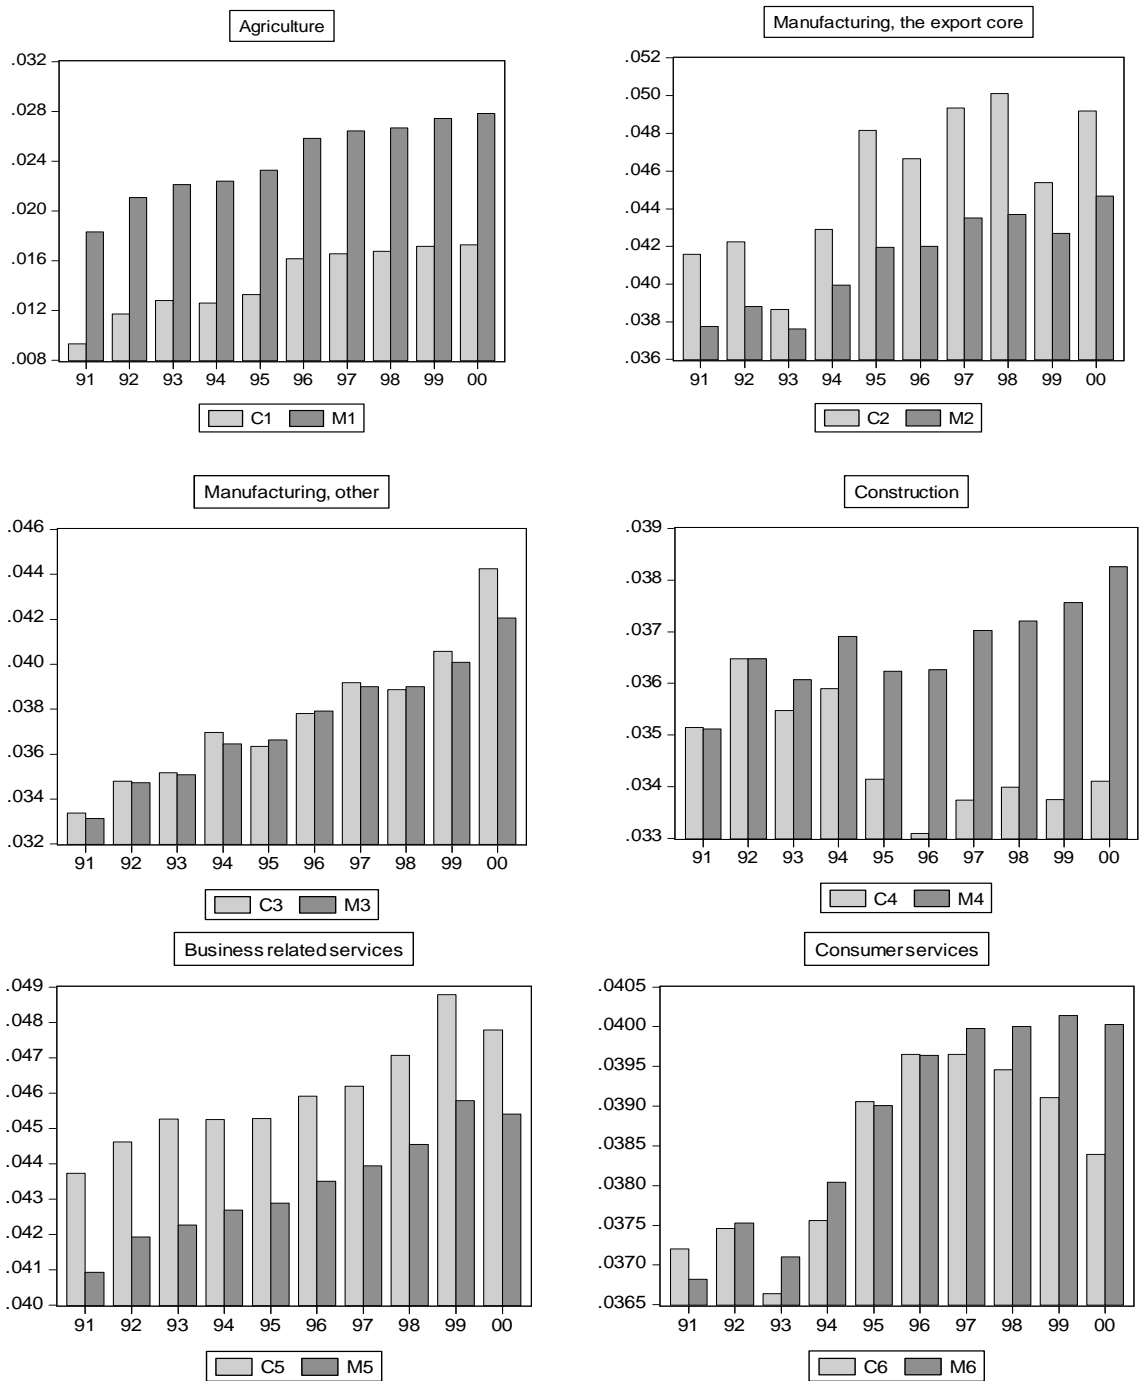 Agriculture
.032
.028
.024
.020
.016
.012
.008
91 92 93 94 95 96 97 98 99 00
C1 M1
Manufacturing, the export core
.052
.050
.048
.046
.044
.042
.040
.038
.036
91 92 93 94 95 96 97 98 99 00
C2 M2
Manufacturing, other
.046
.044
.042
.040
.038
.036
.034
.032
91 92 93 94 95 96 97 98 99 00
C3 M3
Construction
.039
.038
.037
.036
.035
.034
.033
91 92 93 94 95 96 97 98 99 00
C4 M4
Business related services
.049
.048
.047
.046
.045
.044
.043
.042
.041
.040
91 92 93 94 95 96 97 98 99 00
C5 M5
Consumer services
.0405
.0400
.0395
.0390
.0385
.0380
.0375
.0370
.0365
91 92 93 94 95 96 97 98 99 00
C6 M6